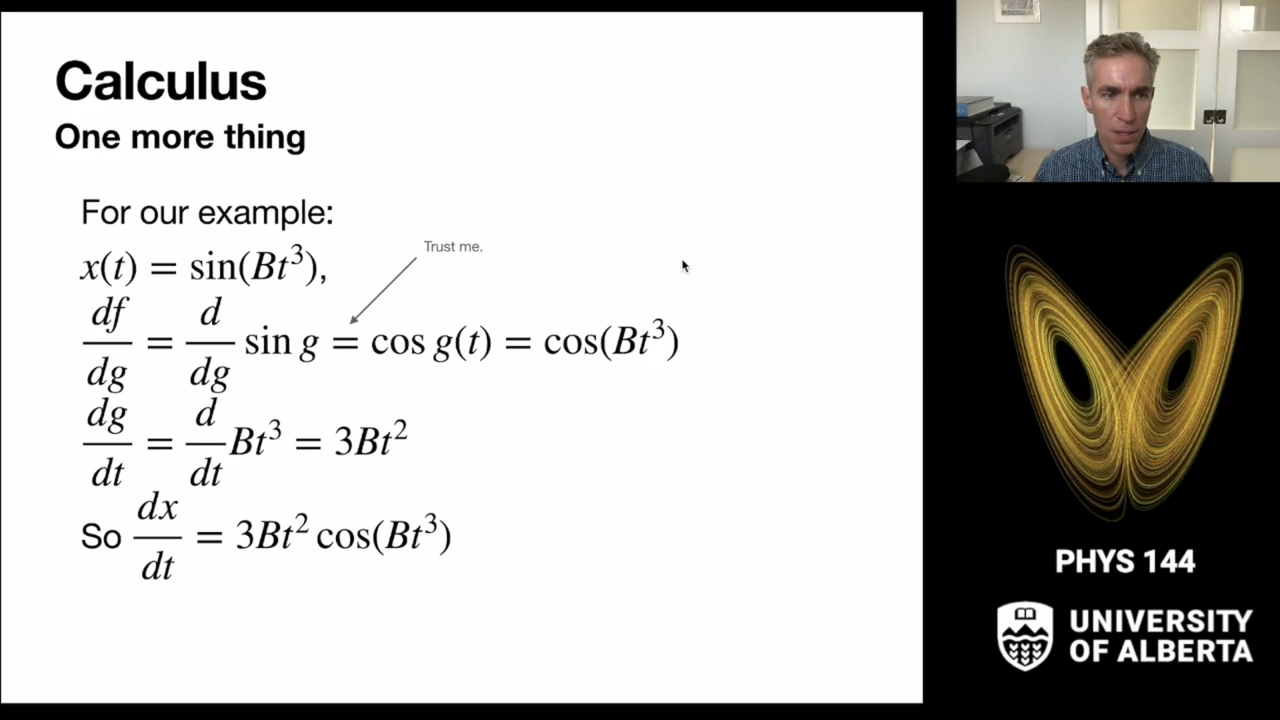 Calculus
One more thing
For our example:
x(t) = sin(Bt³),
Trust me.
df/dg = d/dg sin g = cos g(t) = cos(Bt³)
dg/dt = d/dt Bt³ = 3Bt²
So dx/dt = 3Bt² cos(Bt³)
PHYS 144
UNIVERSITY
OF ALBERTA